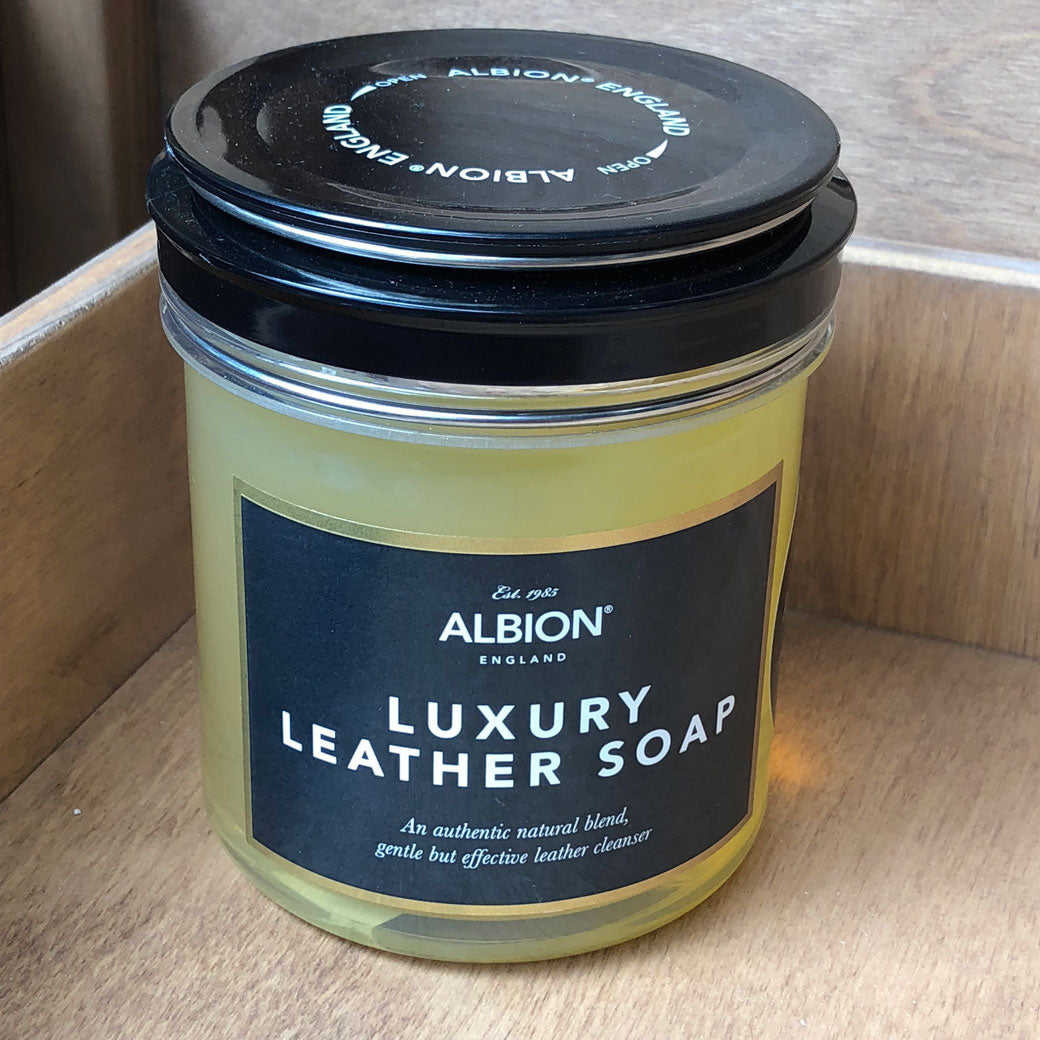 OPEN ALBION® ENGLAND
OPEN ALBION® ENGLAND
Est. 1985
ALBION®
ENGLAND
LUXURY
LEATHER SOAP
An authentic natural blend,
gentle but effective leather cleanser